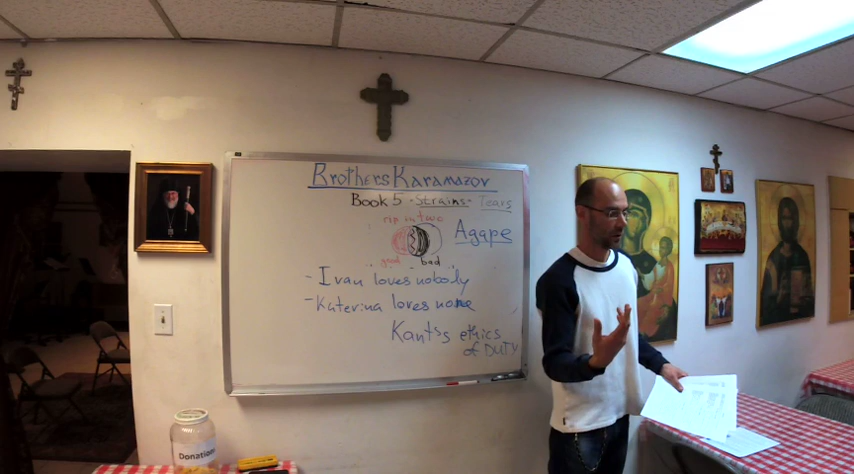 Brothers Karamazov
Book 5 - Strains - Tears
rip in two
Agape
good bad
- Ivan loves nobody
- Katerina loves none
Kant's ethics
of DUTY
Donations